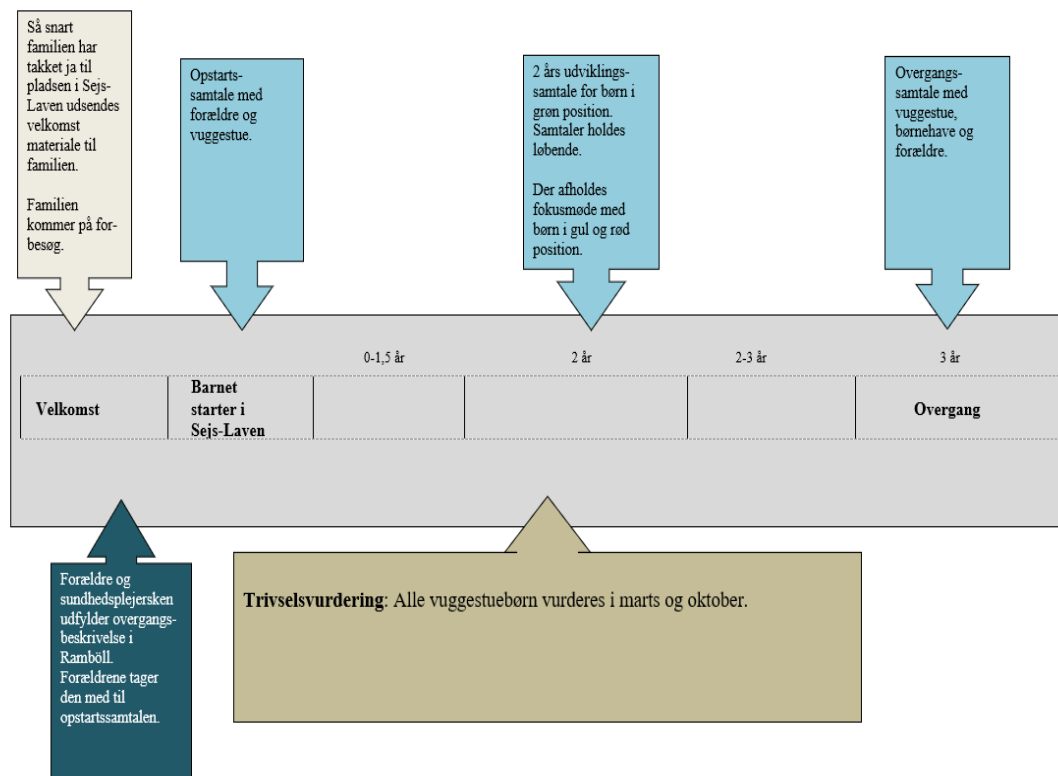 Så snart
familien har
takket ja til
pladsen i Sejs-
Laven udsendes
velkomst
materiale til
familien.
Familien
kommer på for-
besøg.
Opstarts-
samtale med
forældre og
vuggestue.
2 års udviklings-
samtale for børn i
grøn position.
Samtaler holdes
løbende.
Der afholdes
fokusmøde med
børn i gul og rød
position.
Overgangs-
samtale med
vuggestue,
børnehave og
forældre.
0-1,5 år
2 år
2-3 år
3 år
Velkomst
Barnet
starter i
Sejs-Laven
Overgang
Forældre og
sundhedsplejersken
udfylder overgangs-
beskrivelse i
Ramböll.
Forældrene tager
den med til
opstartssamtalen.
Trivselsvurdering: Alle vuggestuebørn vurderes i marts og oktober.